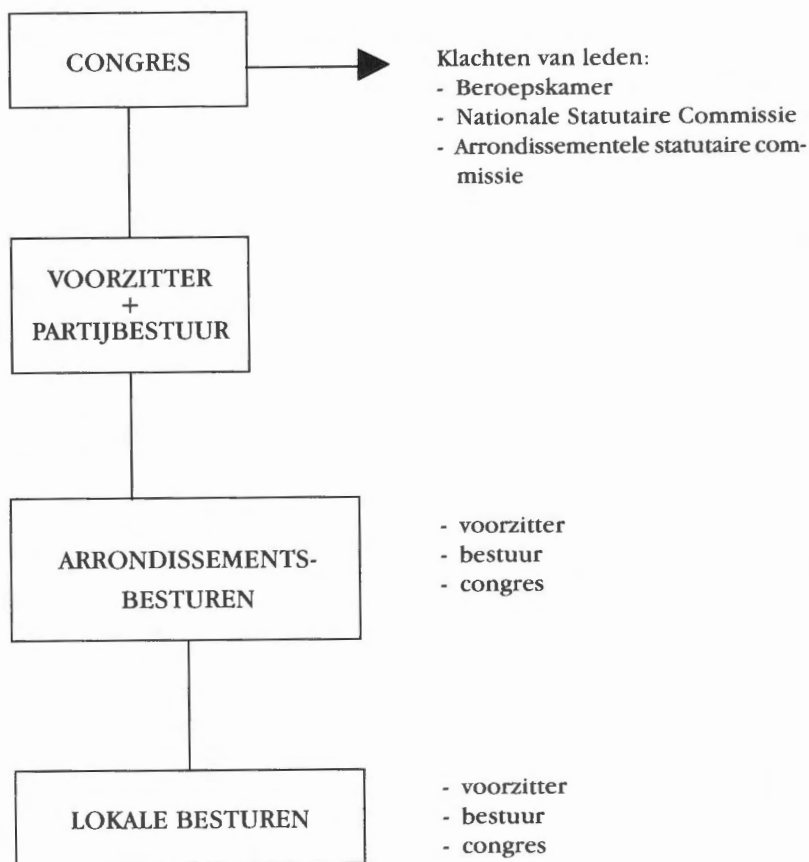 CONGRES
Klachten van leden:
- Beroepskamer
- Nationale Statutaire Commissie
- Arrondissementele statutaire com-
missie
VOORZITTER
+
PARTIJBESTUUR
ARRONDISSEMENTS-
BESTUREN
- voorzitter
- bestuur
- congres
LOKALE BESTUREN
- voorzitter
- bestuur
- congres